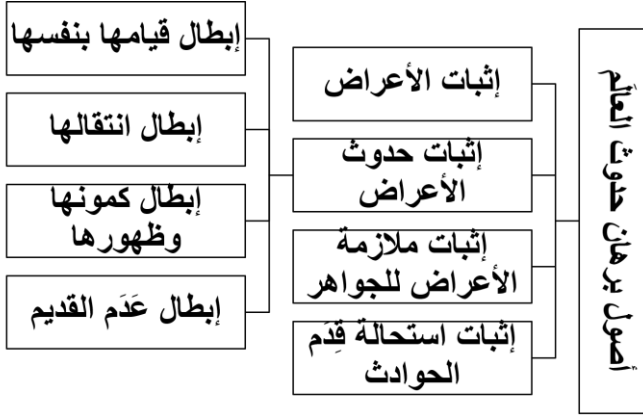 أصول برهان حدوث العالَم
إثبات الأعراض
إثبات حدوث
الأعراض
إثبات ملازمة
الأعراض للجواهر
إثبات استحالة قِدَم
الحوادث
إبطال قيامها بنفسها
إبطال انتقالها
إبطال كمونها
وظهورها
إبطال عَدَم القديم